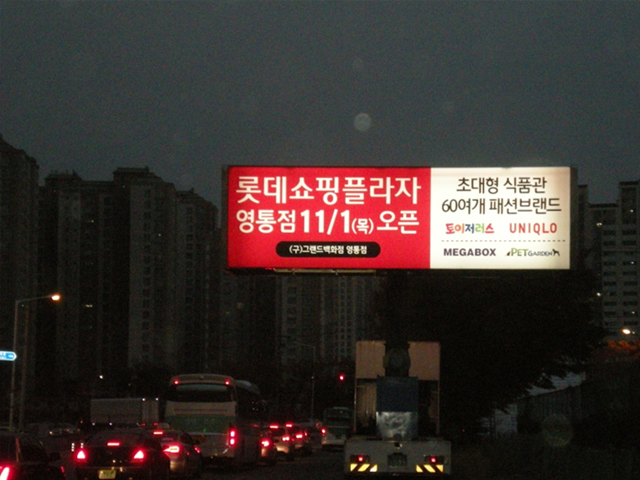 롯데쇼핑플라자
영통점 11/1(목) 오픈
(구)그랜드백화점 영통점
초대형 식품관
60여개 패션브랜드
토이저러스 UNIQLO
MEGABOX PETGARDEN